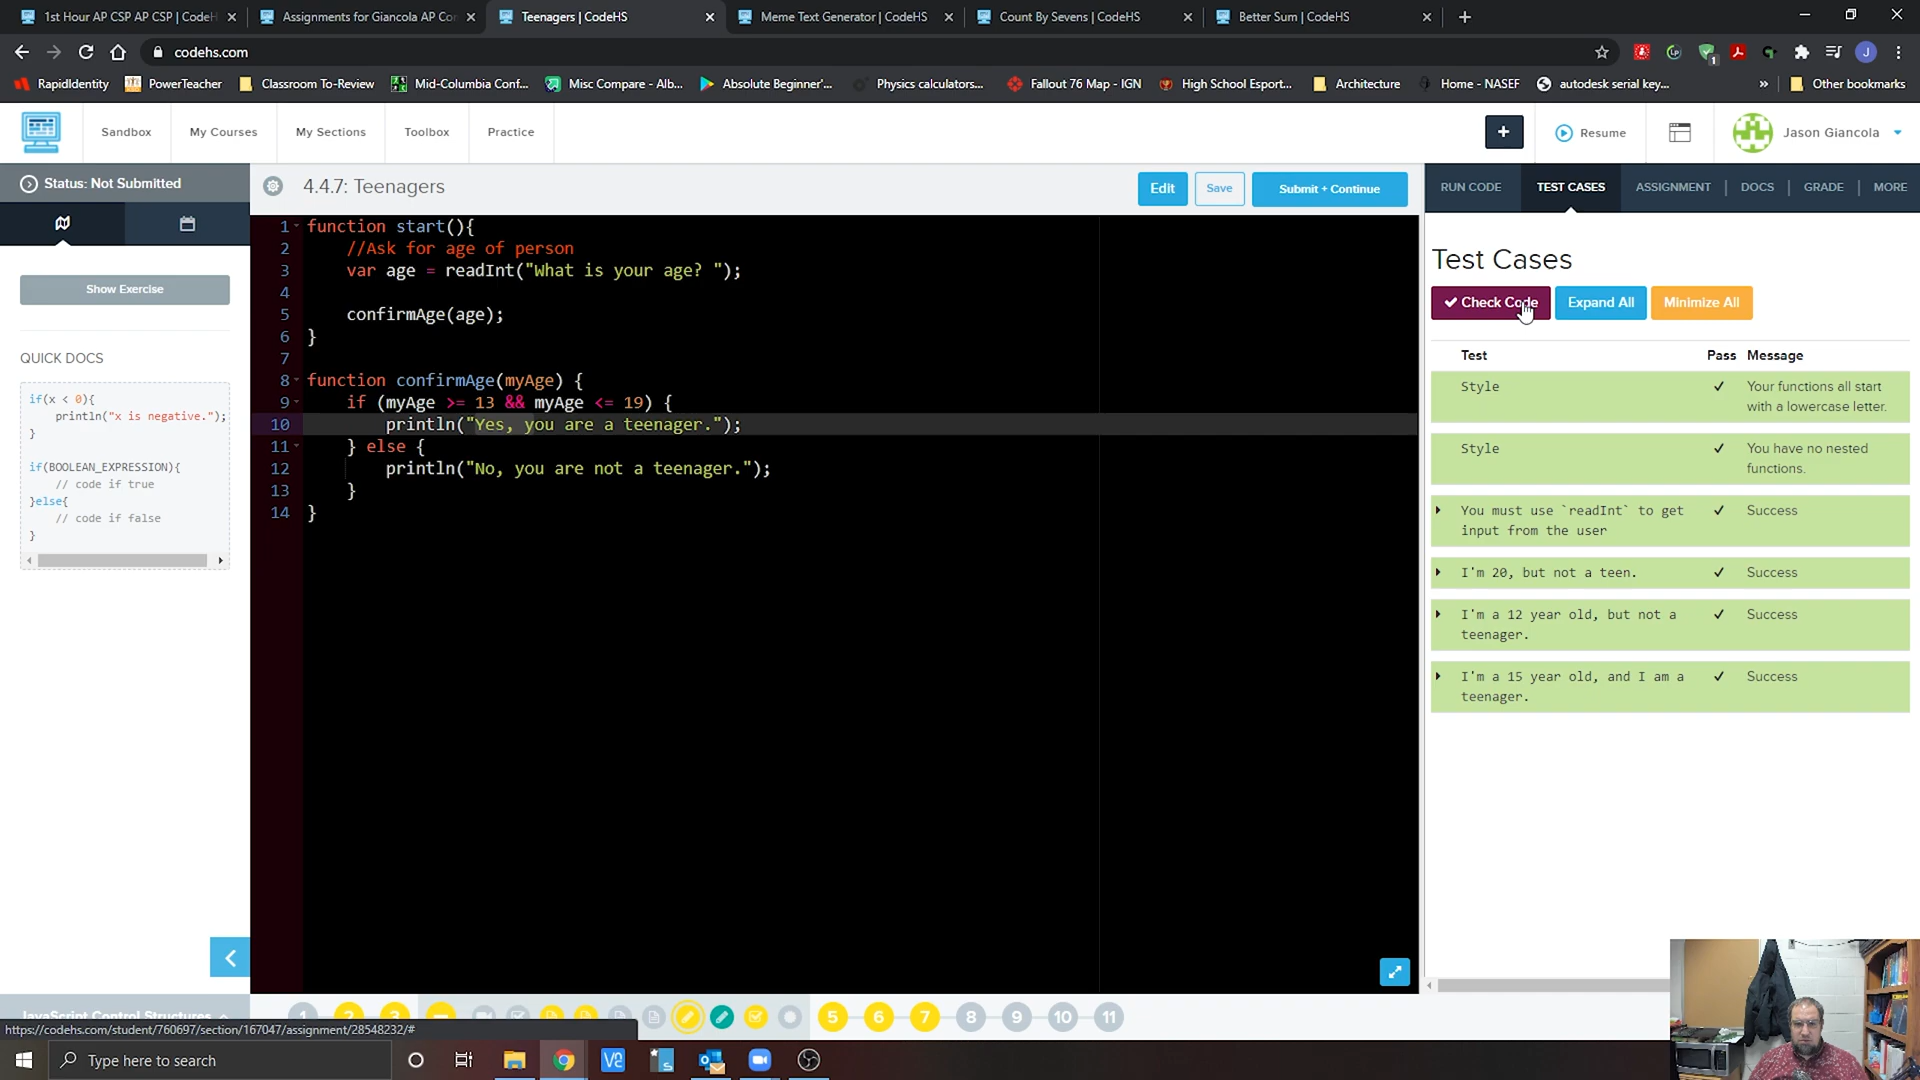 1st Hour AP CSP AP CSP | CodeH
Assignments for Giancola AP Co
Teenagers | CodeHS
Meme Text Generator | CodeHS
Count By Sevens | CodeHS
Better Sum | CodeHS
codehs.com
RapidIdentity
PowerTeacher
Classroom To-Review
Mid-Columbia Conf...
Misc Compare - Alb...
Absolute Beginner'...
Physics calculators...
Fallout 76 Map - IGN
High School Esport...
Architecture
Home - NASEF
autodesk serial key...
»
Other bookmarks
Sandbox
My Courses
My Sections
Toolbox
Practice
+
Resume
Jason Giancola
Status: Not Submitted
4.4.7: Teenagers
Edit
Save
Submit + Continue
RUN CODE
TEST CASES
ASSIGNMENT
DOCS
GRADE
MORE
Show Exercise
QUICK DOCS
if(x < 0){
println("x is negative.");
}
if(BOOLEAN_EXPRESSION){
// code if true
}else{
// code if false
}
1 function start(){
2 //Ask for age of person
3 var age = readInt("What is your age? ");
4
5 confirmAge(age);
6 }
7
8 function confirmAge(myAge) {
9 if (myAge >= 13 && myAge <= 19) {
10 println("Yes, you are a teenager.");
11 } else {
12 println("No, you are not a teenager.");
13 }
14 }
Test Cases
Check Code
Expand All
Minimize All
Test Pass Message
Style ✓ Your functions all start
with a lowercase letter.
Style ✓ You have no nested
functions.
You must use `readInt` to get ✓ Success
input from the user
I'm 20, but not a teen. ✓ Success
I'm a 12 year old, but not a ✓ Success
teenager.
I'm a 15 year old, and I am a ✓ Success
teenager.
JavaScript Control Structures
1 2 3
5 6 7 8 9 10 11
https://codehs.com/student/760697/section/167047/assignment/28548232/#
Type here to search